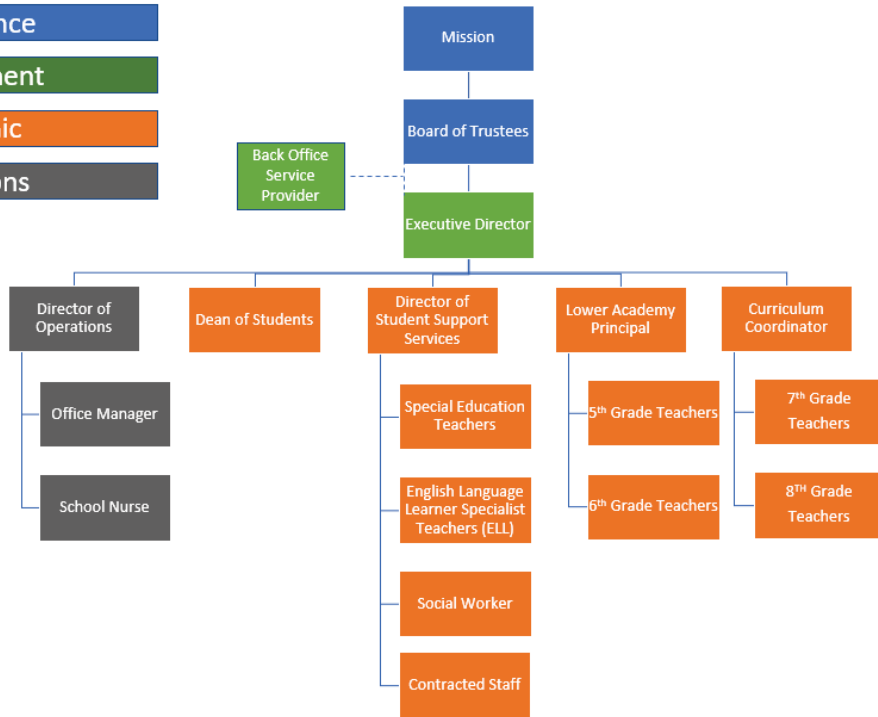 nce
ment
ic
ns
Mission
Board of Trustees
Back Office
Service
Provider
Executive Director
Director of
Operations
Dean of Students
Director of
Student Support
Services
Lower Academy
Principal
Curriculum
Coordinator
Office Manager
School Nurse
Special Education
Teachers
English Language
Learner Specialist
Teachers (ELL)
Social Worker
Contracted Staff
5th Grade Teachers
6th Grade Teachers
7th Grade
Teachers
8TH Grade
Teachers